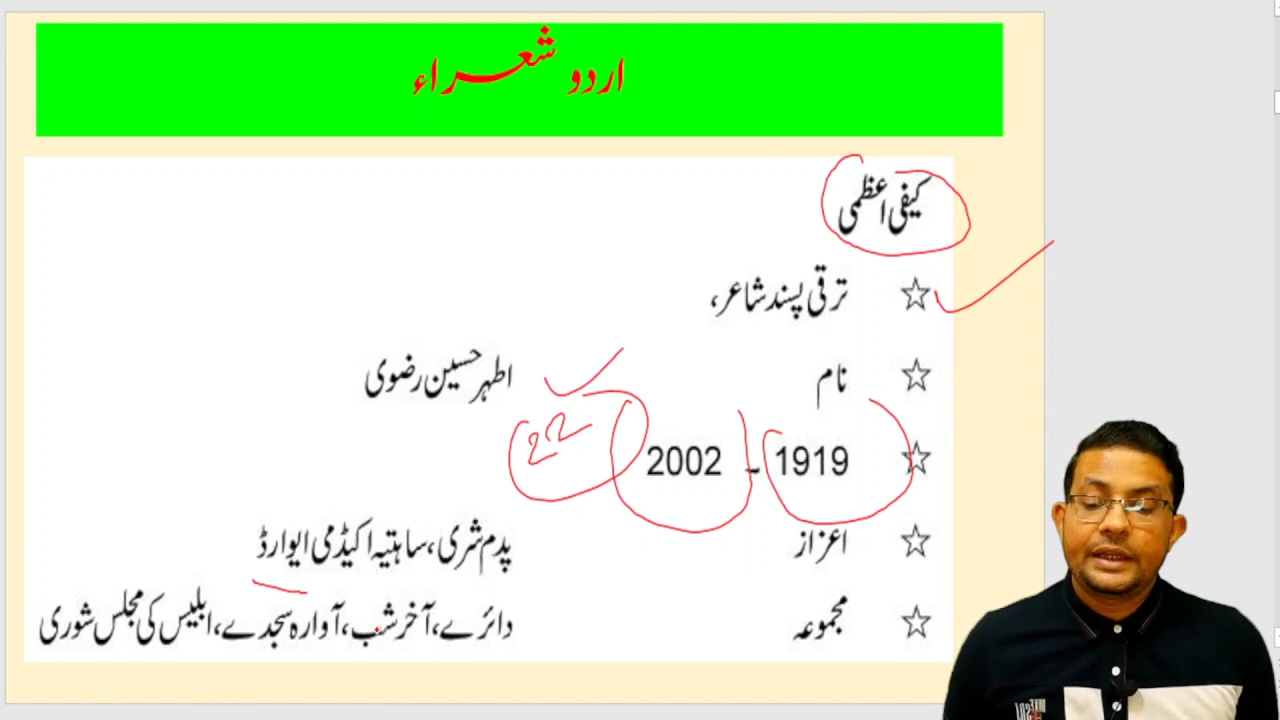 اردو شعراء
کیفی اعظمی
☆ ترقی پسند شاعر،
☆ نام اطہر حسین رضوی
☆ 1919 ۔ 2002 22
☆ اعزاز پدم شری، ساہتیہ اکیڈمی ایوارڈ
☆ مجموعہ دائرے، آخر شب، آوارہ سجدے، ابلیس کی مجلس شوری